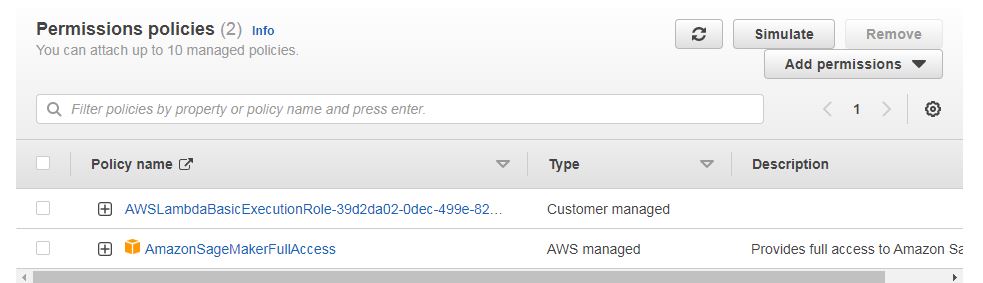 Permissions policies (2) Info
You can attach up to 10 managed policies.
Simulate
Remove
Add permissions
Filter policies by property or policy name and press enter.
1
Policy name Type Description
AWSLambdaBasicExecutionRole-39d2da02-0dec-499e-82... Customer managed
AmazonSageMakerFullAccess AWS managed Provides full access to Amazon Sa